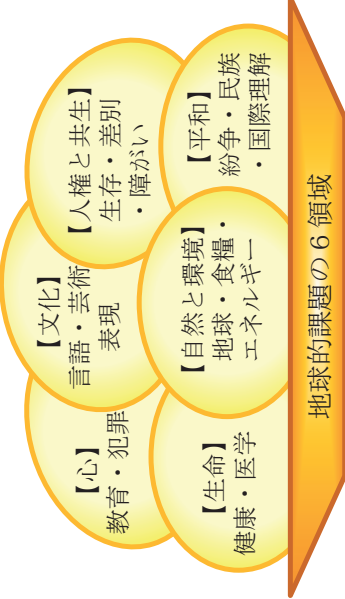 【心】
教育・犯罪
【文化】
言語・芸術
表現
【人権と共生】
生存・差別
・障がい
【生命】
健康・医学
【自然と環境】
地球・食糧・
エネルギー
【平和】
紛争・民族
・国際理解
地球的課題の6領域